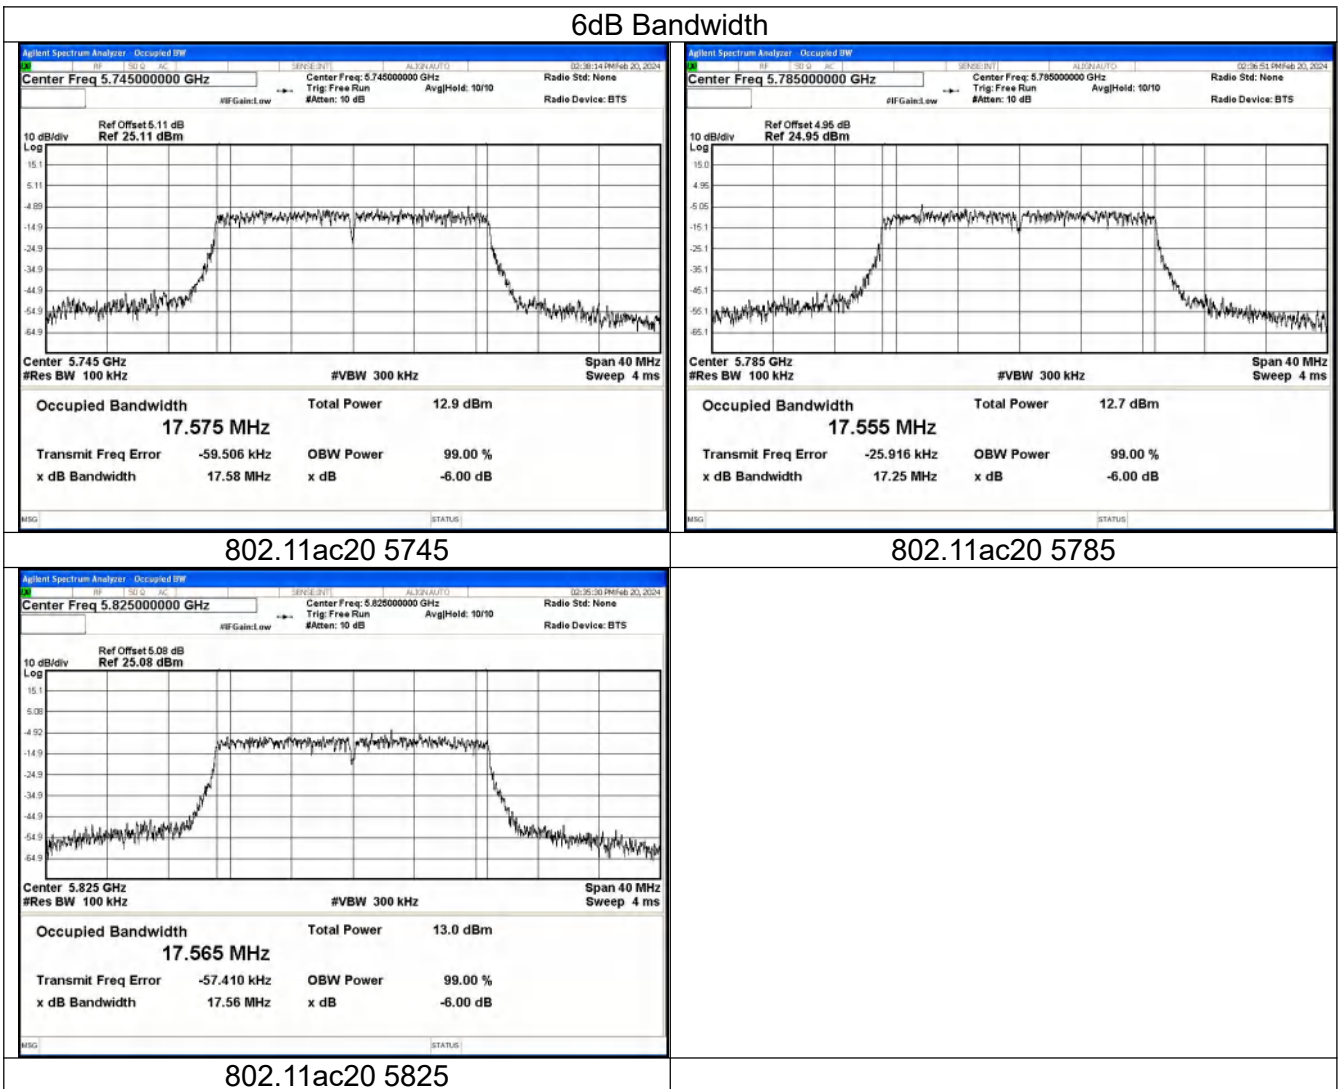 6dB Bandwidth
Agilent Spectrum Analyzer - Occupied BW
RF 50 Ω AC SENSE:INT ALIGNAUTO 02:38:14 PM Feb 20, 2024
Center Freq 5.745000000 GHz Center Freq: 5.745000000 GHz Radio Std: None
Trig: Free Run Avg|Hold: 10/10
#IFGain:Low #Atten: 10 dB Radio Device: BTS
Ref Offset 5.11 dB
10 dB/div Ref 25.11 dBm
Log
15.1
5.11
-4.89
-14.9
-24.9
-34.9
-44.9
-54.9
-64.9
Center 5.745 GHz Span 40 MHz
#Res BW 100 kHz #VBW 300 kHz Sweep 4 ms
Occupied Bandwidth Total Power 12.9 dBm
17.575 MHz
Transmit Freq Error -59.506 kHz OBW Power 99.00 %
x dB Bandwidth 17.58 MHz x dB -6.00 dB
MSG STATUS
802.11ac20 5745
Agilent Spectrum Analyzer - Occupied BW
RF 50 Ω AC SENSE:INT ALIGNAUTO 02:36:51 PM Feb 20, 2024
Center Freq 5.785000000 GHz Center Freq: 5.785000000 GHz Radio Std: None
Trig: Free Run Avg|Hold: 10/10
#IFGain:Low #Atten: 10 dB Radio Device: BTS
Ref Offset 4.95 dB
10 dB/div Ref 24.95 dBm
Log
15.0
4.95
-5.05
-15.1
-25.1
-35.1
-45.1
-55.1
-65.1
Center 5.785 GHz Span 40 MHz
#Res BW 100 kHz #VBW 300 kHz Sweep 4 ms
Occupied Bandwidth Total Power 12.7 dBm
17.555 MHz
Transmit Freq Error -25.916 kHz OBW Power 99.00 %
x dB Bandwidth 17.25 MHz x dB -6.00 dB
MSG STATUS
802.11ac20 5785
Agilent Spectrum Analyzer - Occupied BW
RF 50 Ω AC SENSE:INT ALIGNAUTO 02:35:30 PM Feb 20, 2024
Center Freq 5.825000000 GHz Center Freq: 5.825000000 GHz Radio Std: None
Trig: Free Run Avg|Hold: 10/10
#IFGain:Low #Atten: 10 dB Radio Device: BTS
Ref Offset 5.08 dB
10 dB/div Ref 25.08 dBm
Log
15.1
5.08
-4.92
-14.9
-24.9
-34.9
-44.9
-54.9
-64.9
Center 5.825 GHz Span 40 MHz
#Res BW 100 kHz #VBW 300 kHz Sweep 4 ms
Occupied Bandwidth Total Power 13.0 dBm
17.565 MHz
Transmit Freq Error -57.410 kHz OBW Power 99.00 %
x dB Bandwidth 17.56 MHz x dB -6.00 dB
MSG STATUS
802.11ac20 5825